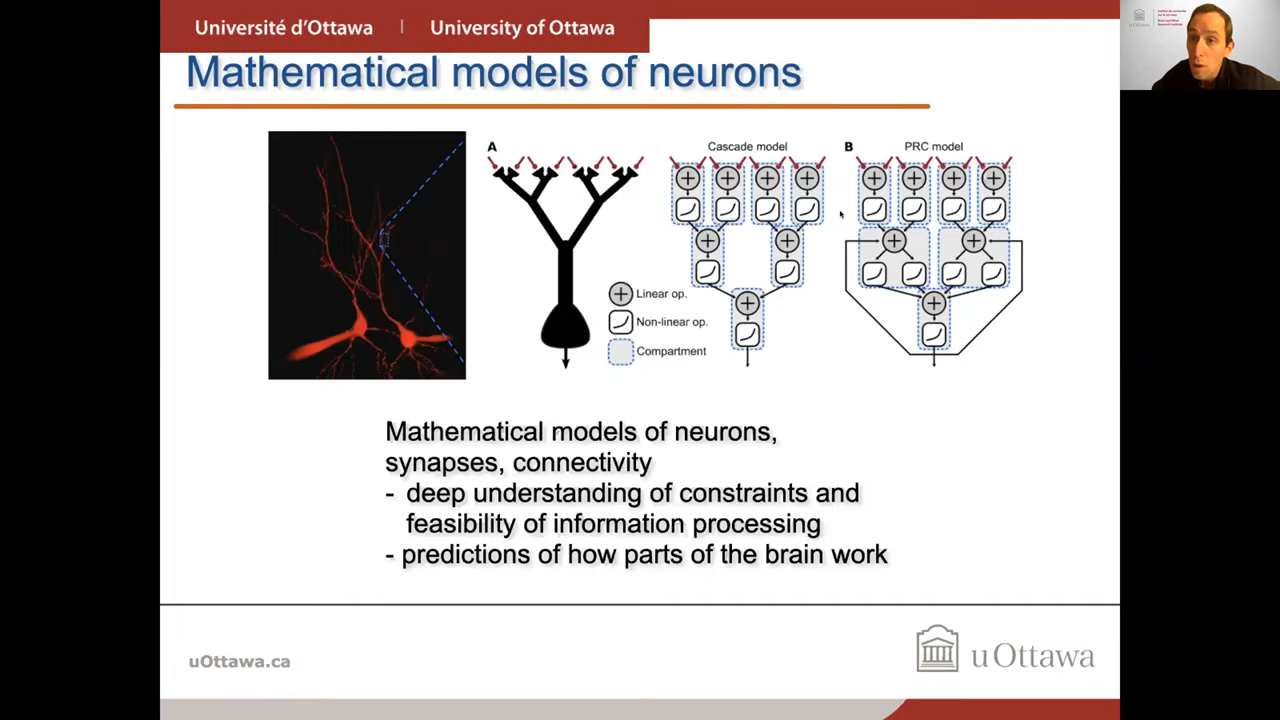 Université d'Ottawa | University of Ottawa
uOttawa
Mathematical models of neurons
A
Cascade model
B
PRC model
Linear op.
Non-linear op.
Compartment
Mathematical models of neurons,
synapses, connectivity
- deep understanding of constraints and
feasibility of information processing
- predictions of how parts of the brain work
uOttawa.ca
uOttawa